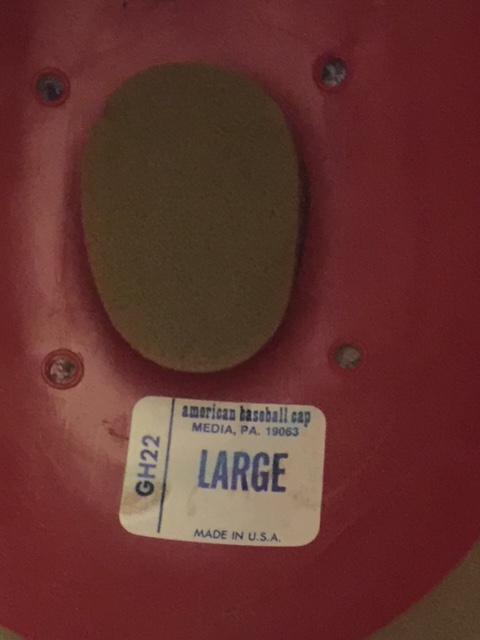 american baseball cap
MEDIA, PA. 19063
GH22
LARGE
MADE IN U.S.A.